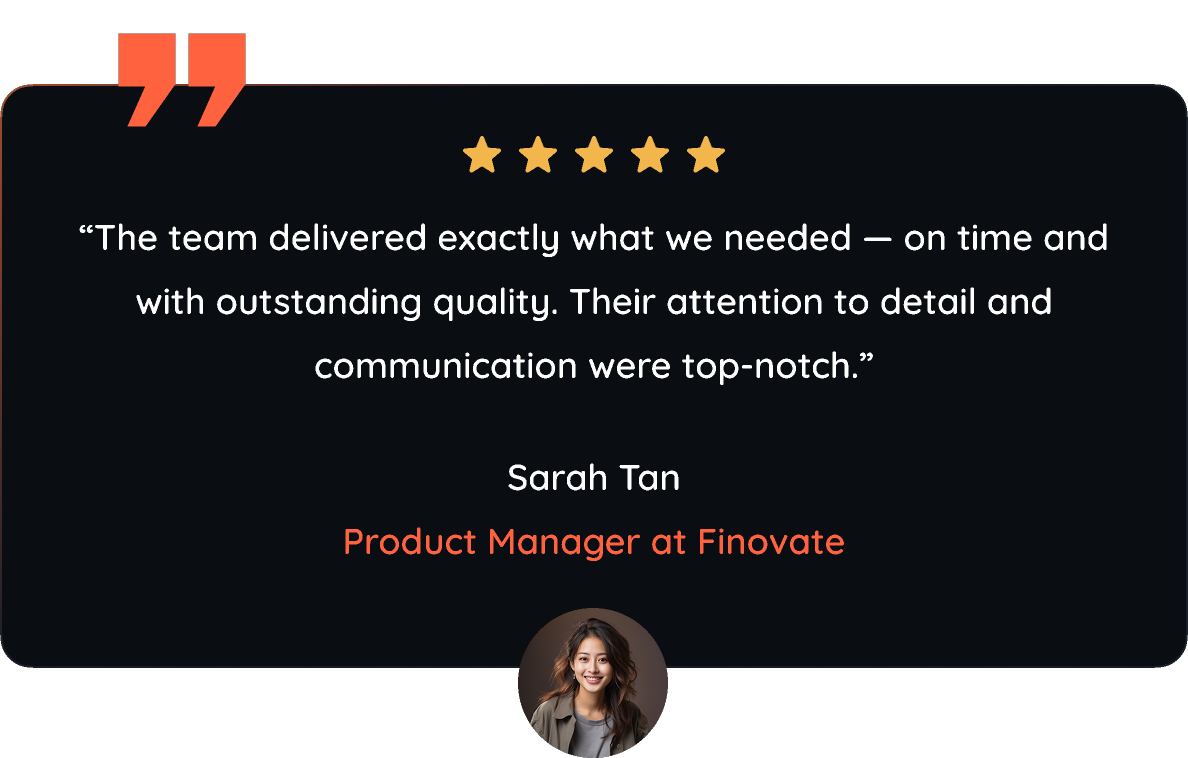 “The team delivered exactly what we needed — on time and
with outstanding quality. Their attention to detail and
communication were top-notch.”
Sarah Tan
Product Manager at Finovate